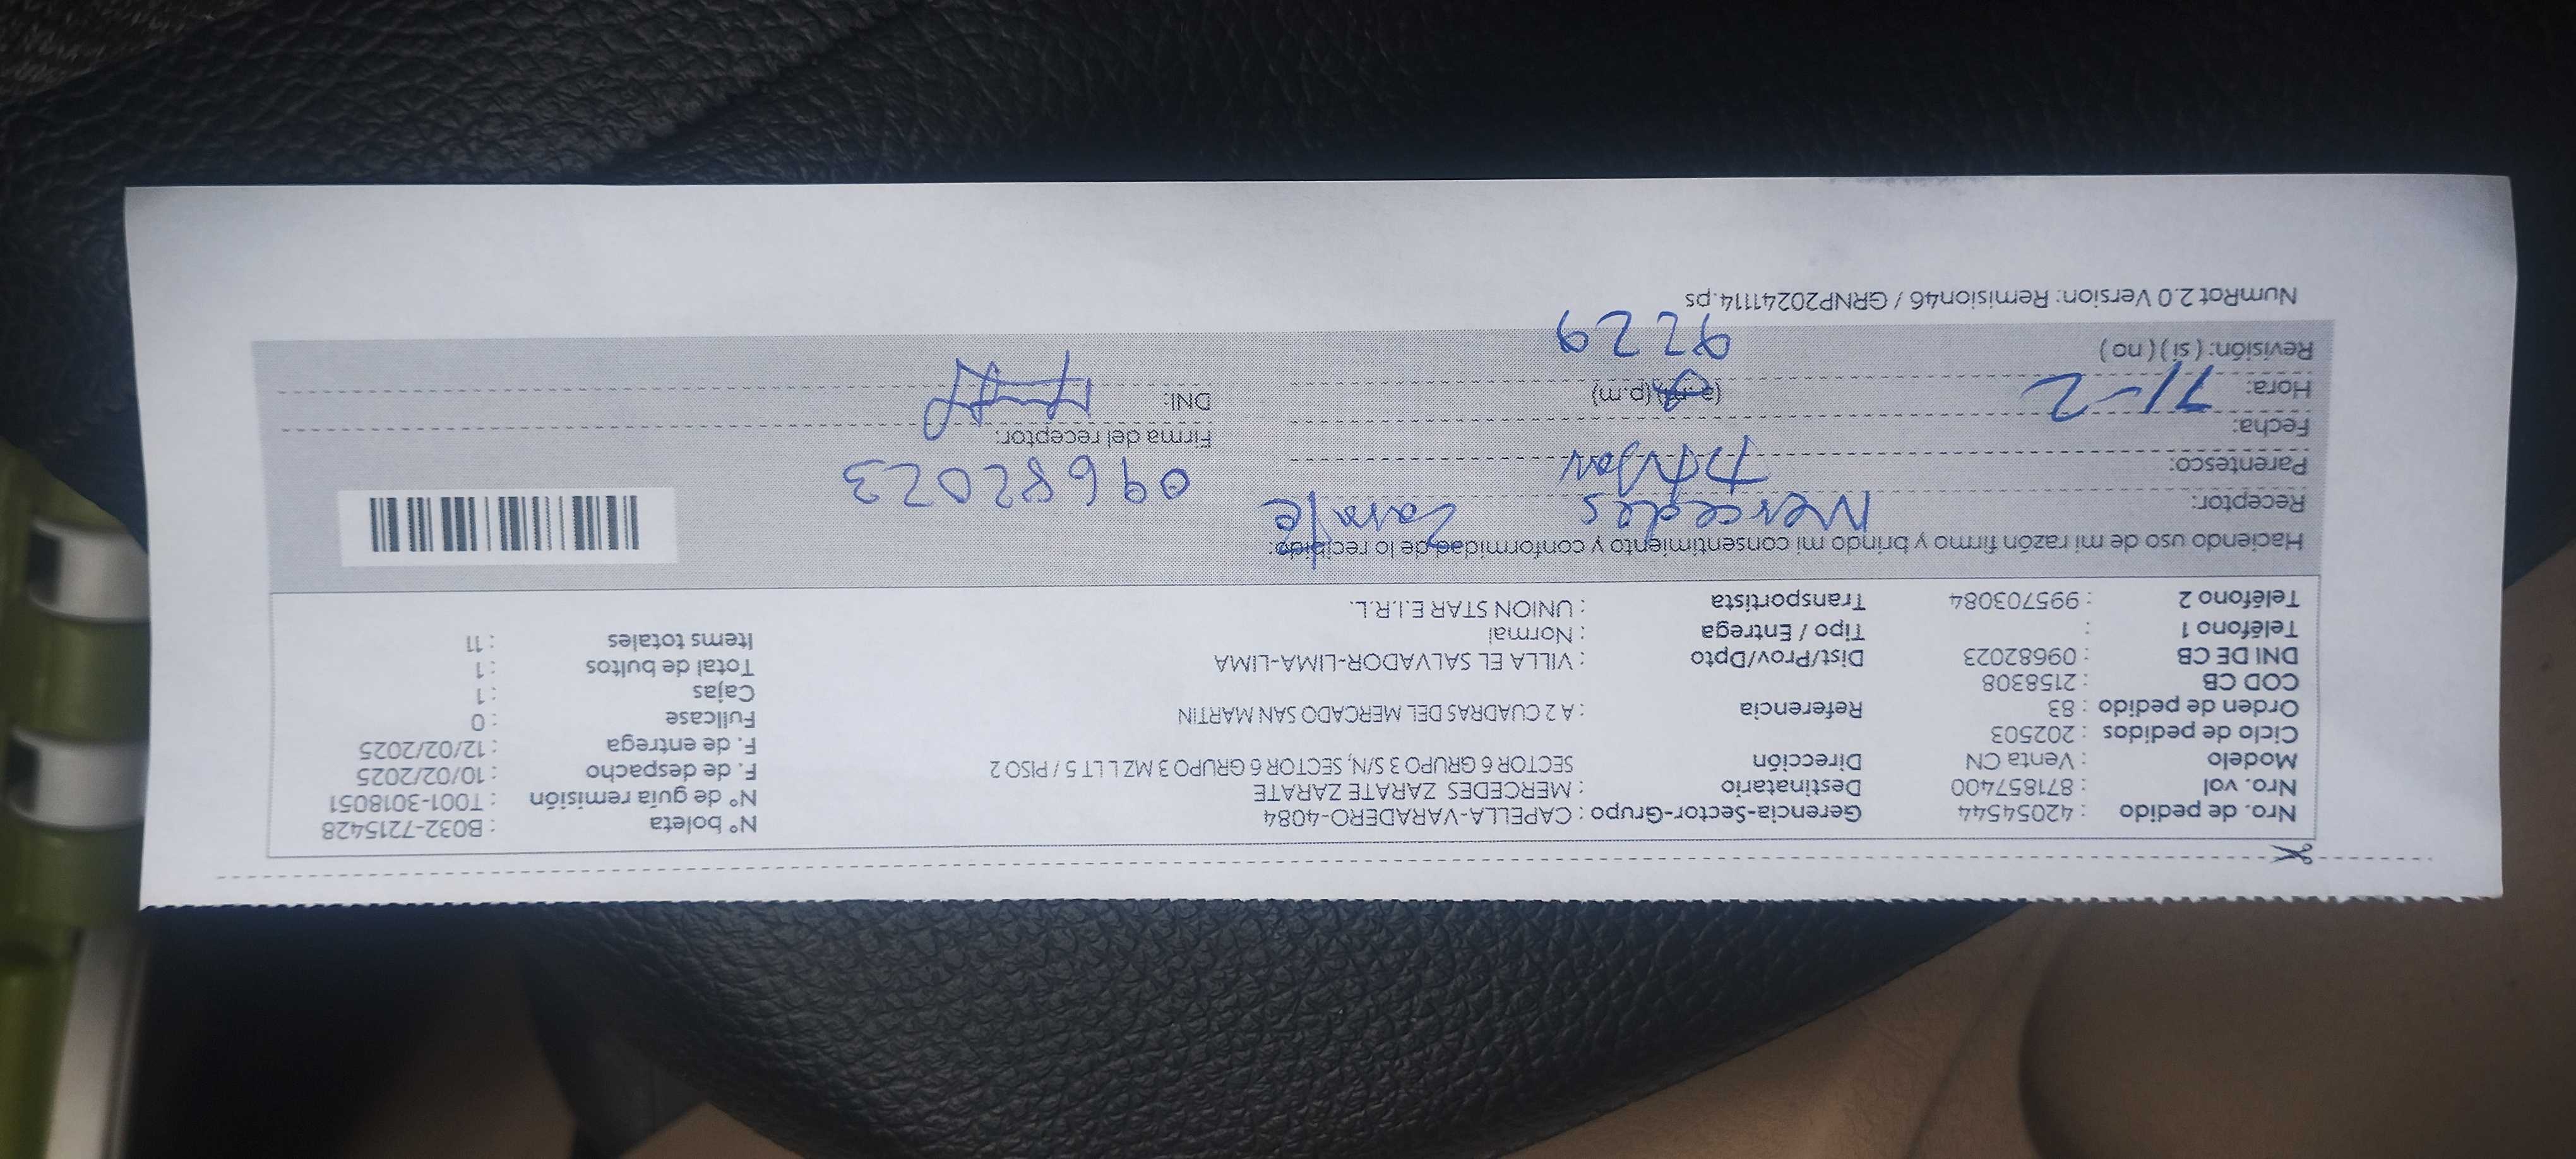 Nro. de pedido : 42054544 Gerencia-Sector-Grupo : CAPELLA-VARADERO-4084 N° boleta : B032-7215428
Nro. vol : 871857400 Destinatario : MERCEDES ZARATE ZARATE N° de guía remisión : T001-3018051
Modelo : Venta CN Dirección SECTOR 6 GRUPO 3 S/N, SECTOR 6 GRUPO 3 MZ L LT 5 / PISO 2 F. de despacho : 10/02/2025
Ciclo de pedidos : 202503 F. de entrega : 12/02/2025
Orden de pedido : 83 Referencia : A 2 CUADRAS DEL MERCADO SAN MARTIN Fullcase : 0
COD CB : 2158308 Cajas : 1
DNI DE CB : 09682023 Dist/Prov/Dpto : VILLA EL SALVADOR-LIMA-LIMA Total de bultos : 1
Teléfono 1 : Tipo / Entrega : Normal Items totales : 11
Teléfono 2 : 995703084 Transportista : UNION STAR E.I.R.L.
Haciendo uso de mi razón firmo y brindo mi consentimiento y conformidad de lo recibido:
Receptor: Mercedes Zarate
Parentesco: 09682023
Fecha: Firma del receptor:
Hora: 11-2 (a.m)(p.m) DNI:
Revisión: ( si ) ( no ) 9229
NumRot 2.0 Version: Remision46 / GRNP20241114.ps